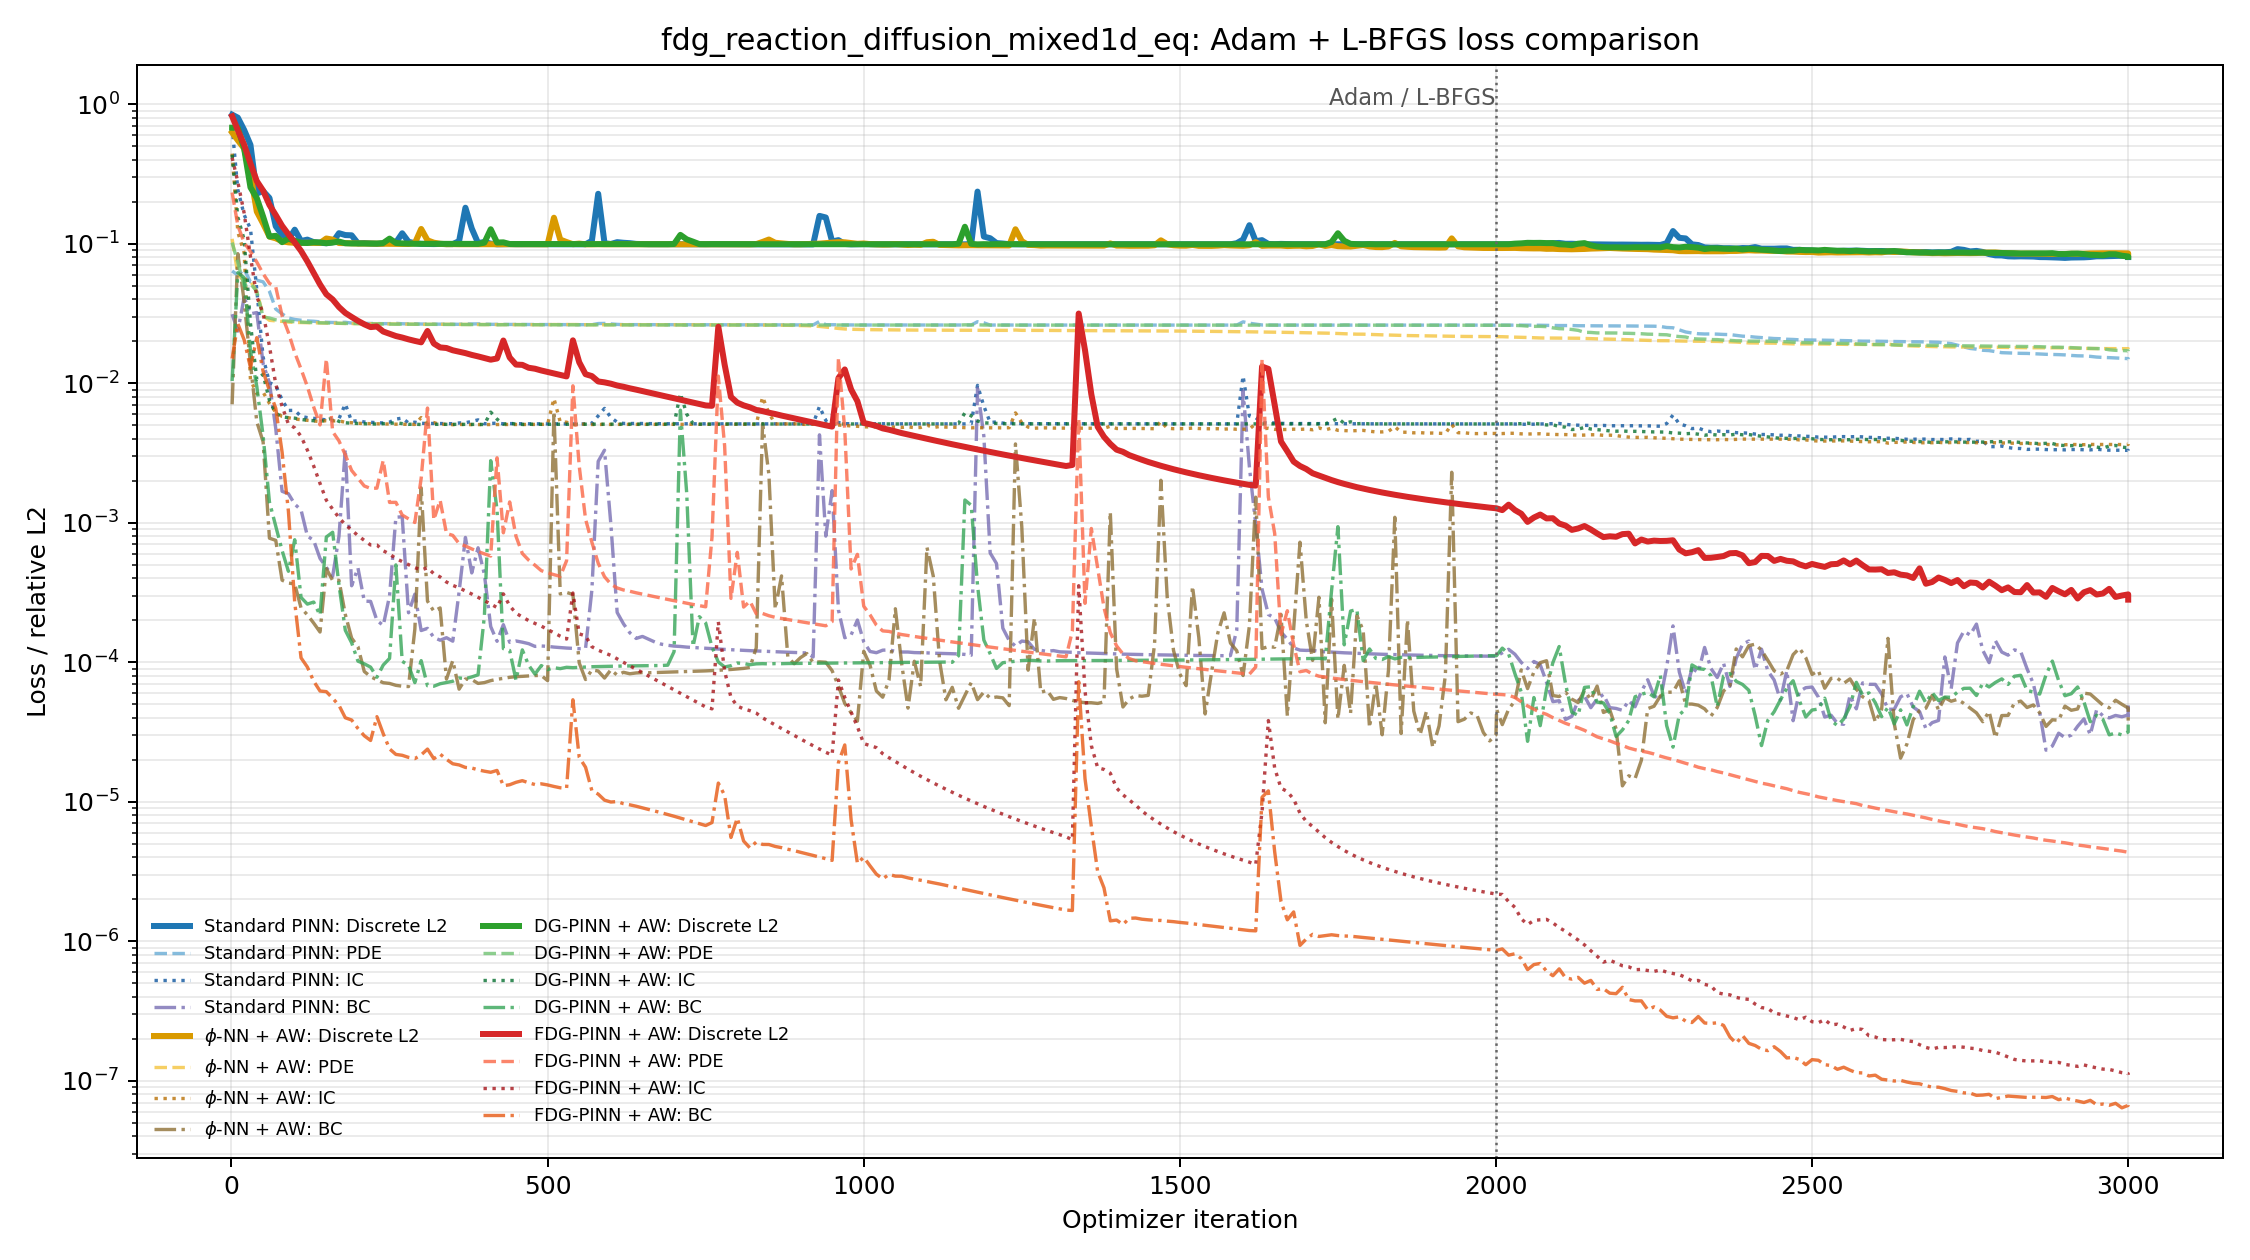 fdg_reaction_diffusion_mixed1d_eq: Adam + L-BFGS loss comparison
Adam / L-BFGS
Loss / relative L2
10⁰
10⁻¹
10⁻²
10⁻³
10⁻⁴
10⁻⁵
10⁻⁶
10⁻⁷
Standard PINN: Discrete L2
Standard PINN: PDE
Standard PINN: IC
Standard PINN: BC
ϕ-NN + AW: Discrete L2
ϕ-NN + AW: PDE
ϕ-NN + AW: IC
ϕ-NN + AW: BC
DG-PINN + AW: Discrete L2
DG-PINN + AW: PDE
DG-PINN + AW: IC
DG-PINN + AW: BC
FDG-PINN + AW: Discrete L2
FDG-PINN + AW: PDE
FDG-PINN + AW: IC
FDG-PINN + AW: BC
0 500 1000 1500 2000 2500 3000
Optimizer iteration